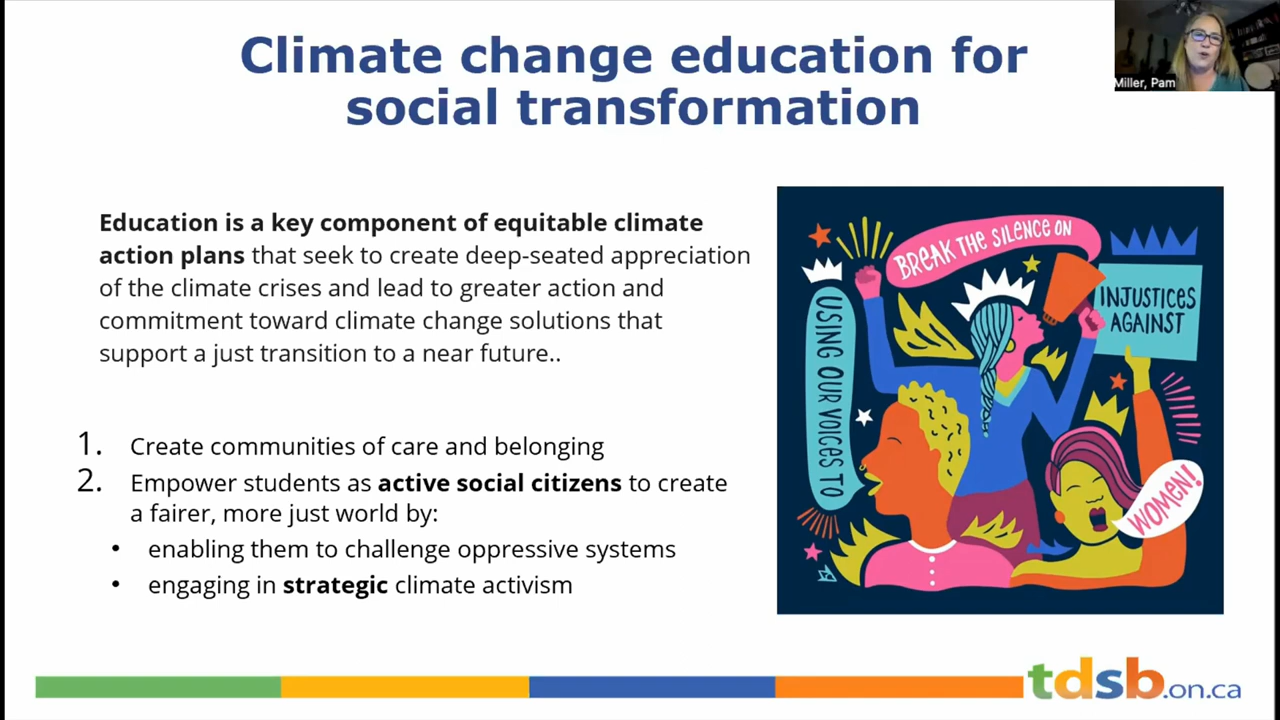 Climate change education for
social transformation
Miller, Pam
Education is a key component of equitable climate
action plans that seek to create deep-seated appreciation
of the climate crises and lead to greater action and
commitment toward climate change solutions that
support a just transition to a near future..
1. Create communities of care and belonging
2. Empower students as active social citizens to create
a fairer, more just world by:
• enabling them to challenge oppressive systems
• engaging in strategic climate activism
USING OUR VOICES TO
BREAK THE SILENCE ON
INJUSTICES
AGAINST
WOMEN!
tdsb.on.ca